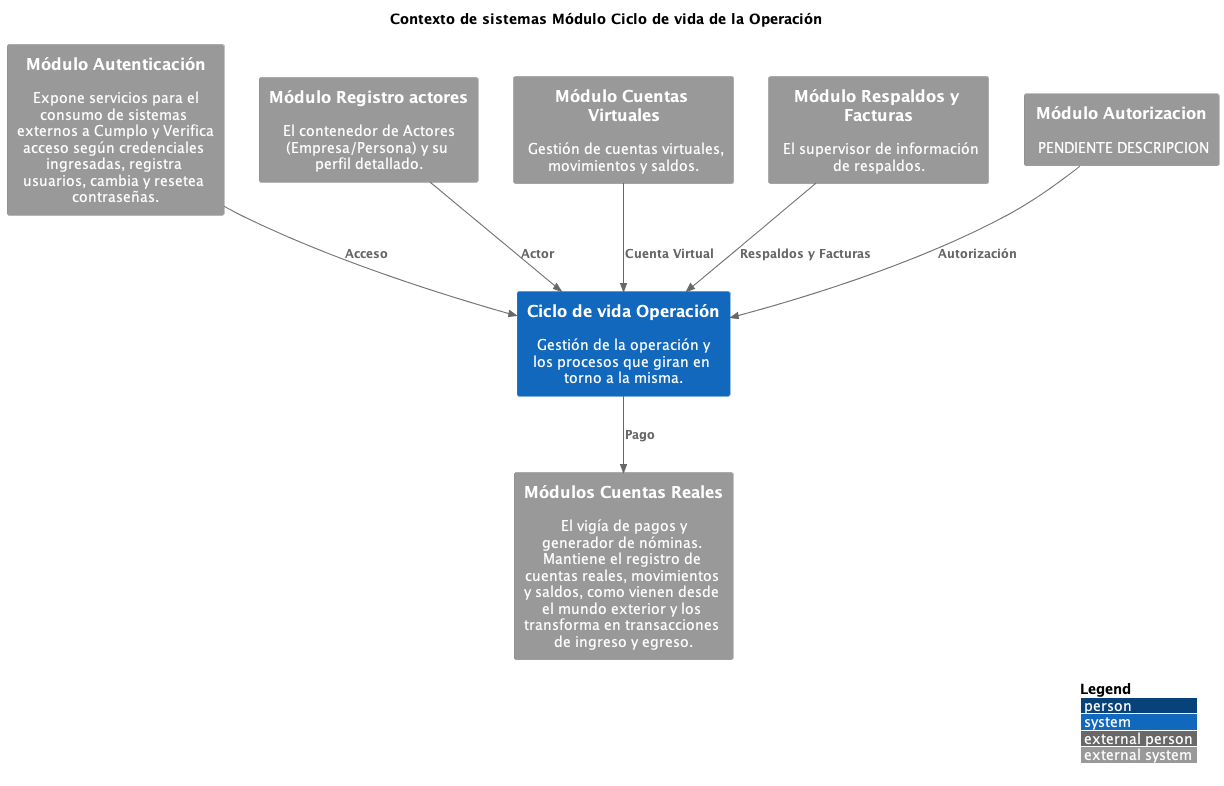 Contexto de sistemas Módulo Ciclo de vida de la Operación
Módulo Autenticación
Expone servicios para el
consumo de sistemas
externos a Cumplo y Verifica
acceso según credenciales
ingresadas, registra
usuarios, cambia y resetea
contraseñas.
Módulo Registro actores
El contenedor de Actores
(Empresa/Persona) y su
perfil detallado.
Módulo Cuentas
Virtuales
Gestión de cuentas virtuales,
movimientos y saldos.
Módulo Respaldos y
Facturas
El supervisor de información
de respaldos.
Módulo Autorizacion
PENDIENTE DESCRIPCION
Acceso
Actor
Cuenta Virtual
Respaldos y Facturas
Autorización
Ciclo de vida Operación
Gestión de la operación y
los procesos que giran en
torno a la misma.
Pago
Módulos Cuentas Reales
El vigía de pagos y
generador de nóminas.
Mantiene el registro de
cuentas reales, movimientos
y saldos, como vienen desde
el mundo exterior y los
transforma en transacciones
de ingreso y egreso.
Legend
person
system
external person
external system